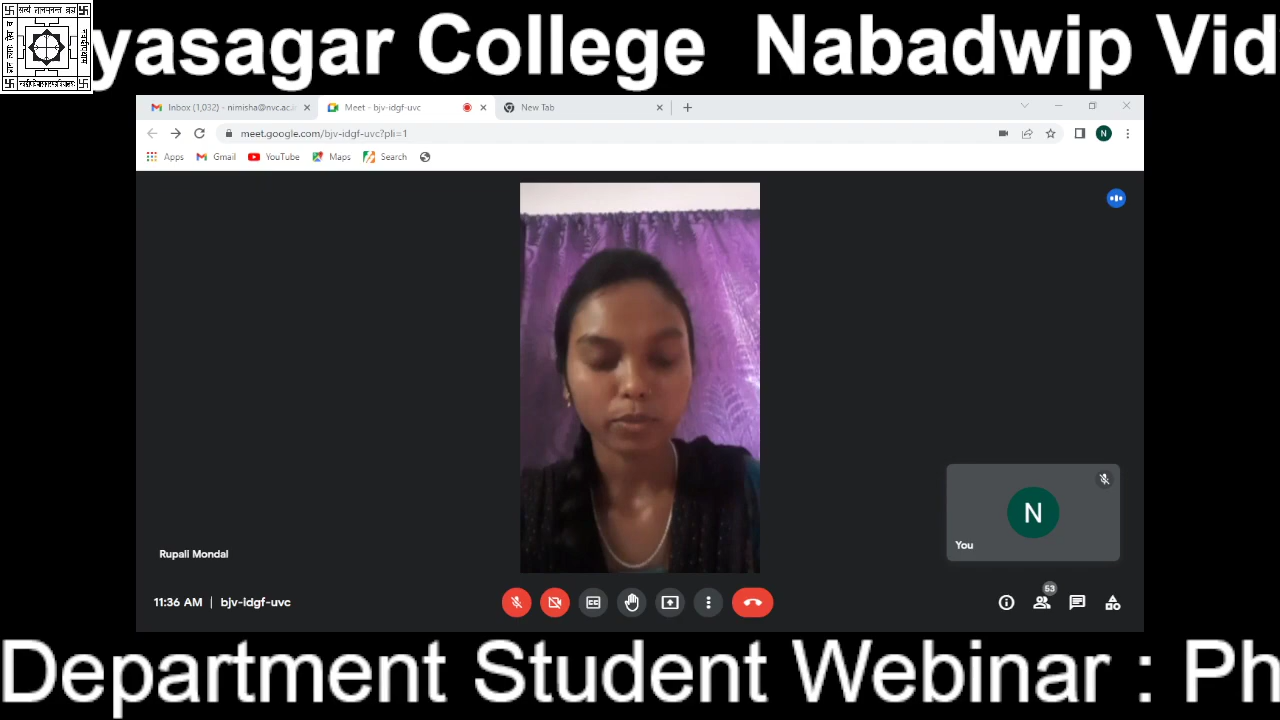 yasagar College  Nabadwip Vid
Inbox (1,032) - nimisha@nvc.ac.
Meet - bjv-idgf-uvc
New Tab
meet.google.com/bjv-idgf-uvc?pli=1
N
Apps
Gmail
YouTube
Maps
Search
N
You
Rupali Mondal
11:36 AM | bjv-idgf-uvc
CC
53
Department Student Webinar : Ph